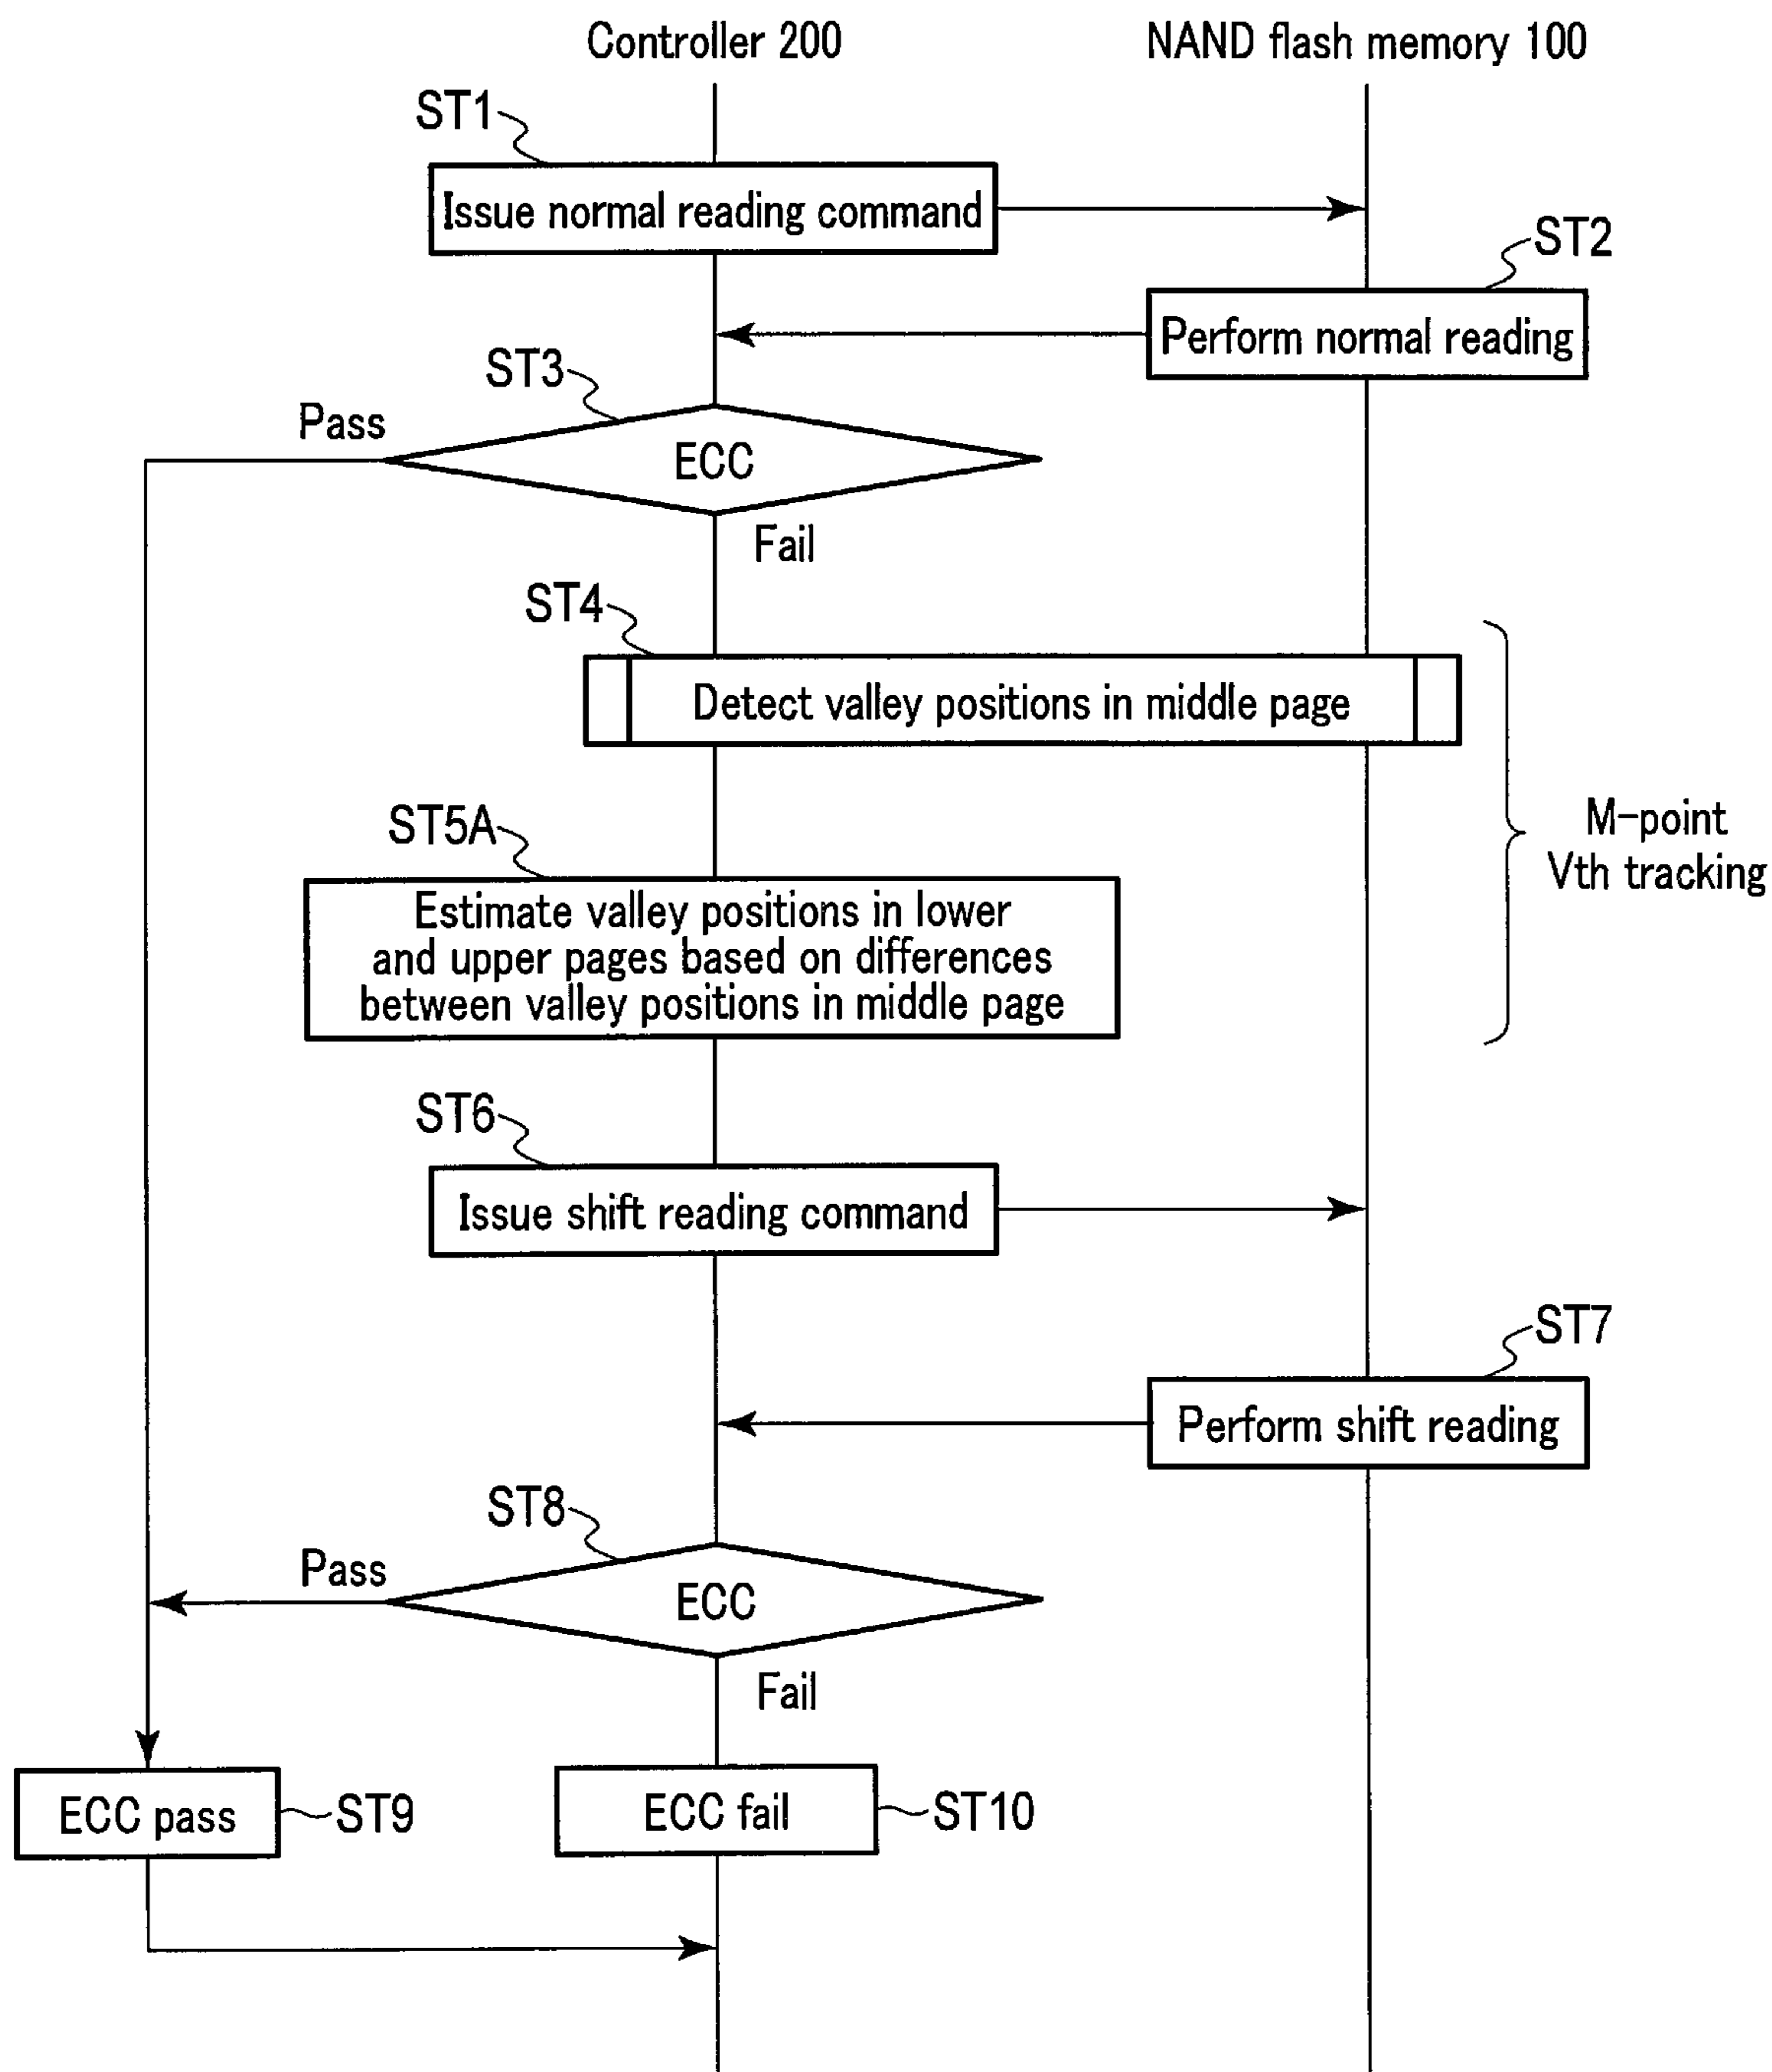 Controller 200
NAND flash memory 100
ST1
Issue normal reading command
ST2
Perform normal reading
ST3
Pass
ECC
Fail
ST4
Detect valley positions in middle page
M-point
Vth tracking
ST5A
Estimate valley positions in lower
and upper pages based on differences
between valley positions in middle page
ST6
Issue shift reading command
ST7
Perform shift reading
ST8
Pass
ECC
Fail
ECC pass
ST9
ECC fail
ST10